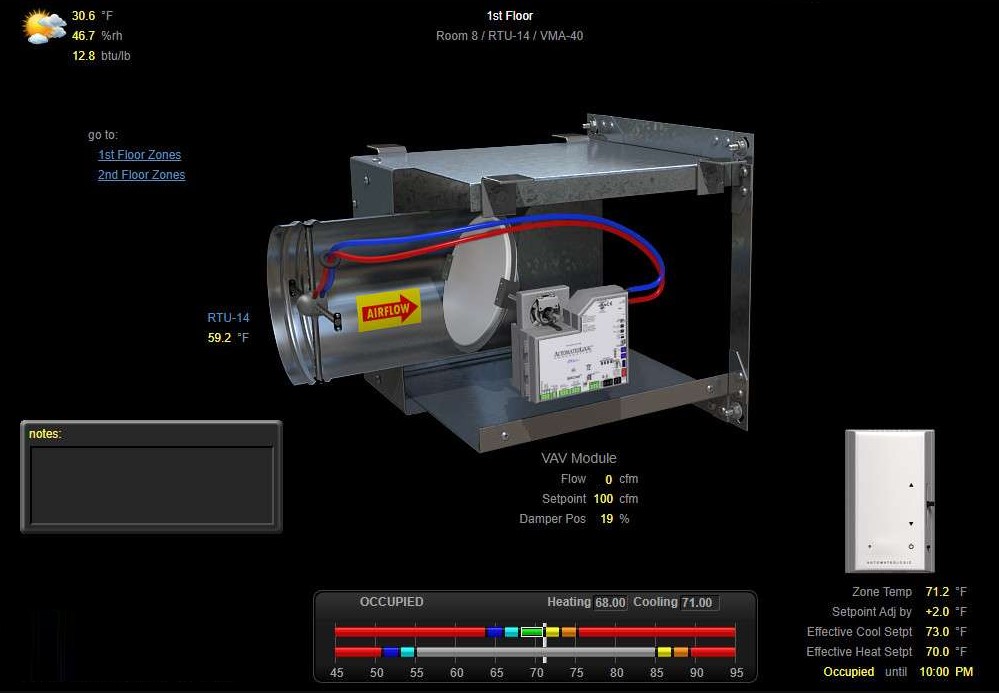 30.6 °F
46.7 %rh
12.8 btu/lb
1st Floor
Room 8 / RTU-14 / VMA-40
go to:
1st Floor Zones
2nd Floor Zones
AIRFLOW
RTU-14
59.2 °F
AUTOMATEDLOGIC
notes:
VAV Module
Flow 0 cfm
Setpoint 100 cfm
Damper Pos 19 %
AUTOMATEDLOGIC
Zone Temp 71.2 °F
Setpoint Adj by +2.0 °F
Effective Cool Setpt 73.0 °F
Effective Heat Setpt 70.0 °F
Occupied until 10:00 PM
OCCUPIED Heating 68.00 Cooling 71.00
45 50 55 60 65 70 75 80 85 90 95